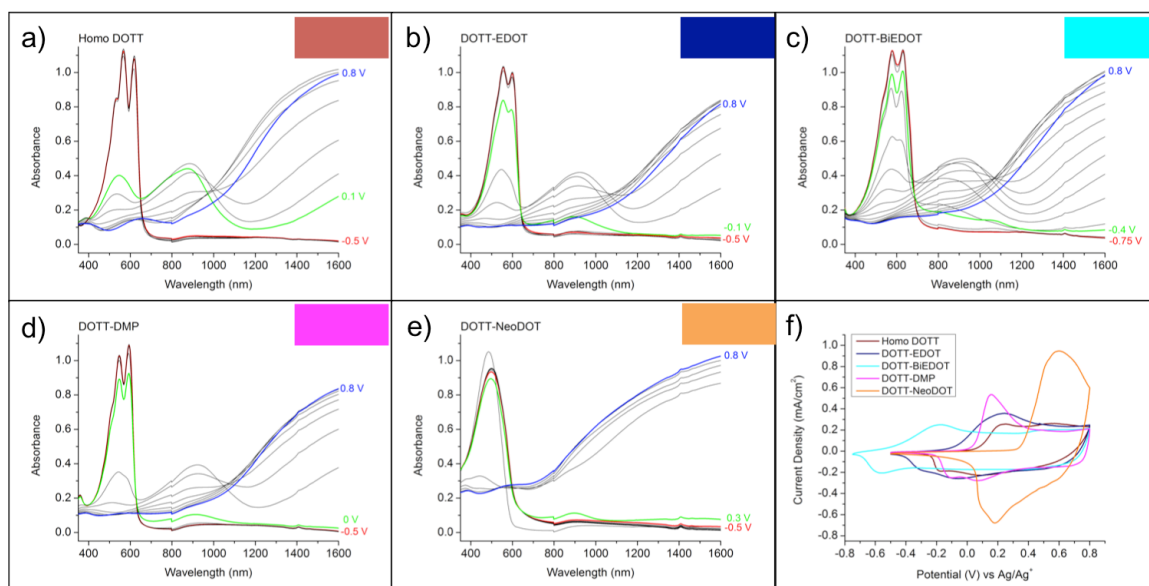 a)
Homo DOTT
1.0
0.8
0.6
0.4
0.2
0.0
Absorbance
0.8 V
0.1 V
-0.5 V
400 600 800 1000 1200 1400 1600
Wavelength (nm)
b)
DOTT-EDOT
1.0
0.8
0.6
0.4
0.2
0.0
Absorbance
0.8 V
-0.1 V
-0.5 V
400 600 800 1000 1200 1400 1600
Wavelength (nm)
c)
DOTT-BiEDOT
1.0
0.8
0.6
0.4
0.2
0.0
Absorbance
0.8 V
-0.4 V
-0.75 V
400 600 800 1000 1200 1400 1600
Wavelength (nm)
d)
DOTT-DMP
1.0
0.8
0.6
0.4
0.2
0.0
Absorbance
0.8 V
0 V
-0.5 V
400 600 800 1000 1200 1400 1600
Wavelength (nm)
e)
DOTT-NeoDOT
1.0
0.8
0.6
0.4
0.2
0.0
Absorbance
0.8 V
0.3 V
-0.5 V
400 600 800 1000 1200 1400 1600
Wavelength (nm)
f)
Homo DOTT
DOTT-EDOT
DOTT-BiEDOT
DOTT-DMP
DOTT-NeoDOT
1.0
0.8
0.6
0.4
0.2
0.0
-0.2
-0.4
-0.6
-0.8
Current Density (mA/cm²)
-0.8 -0.6 -0.4 -0.2 0.0 0.2 0.4 0.6 0.8
Potential (V) vs Ag/Ag⁺